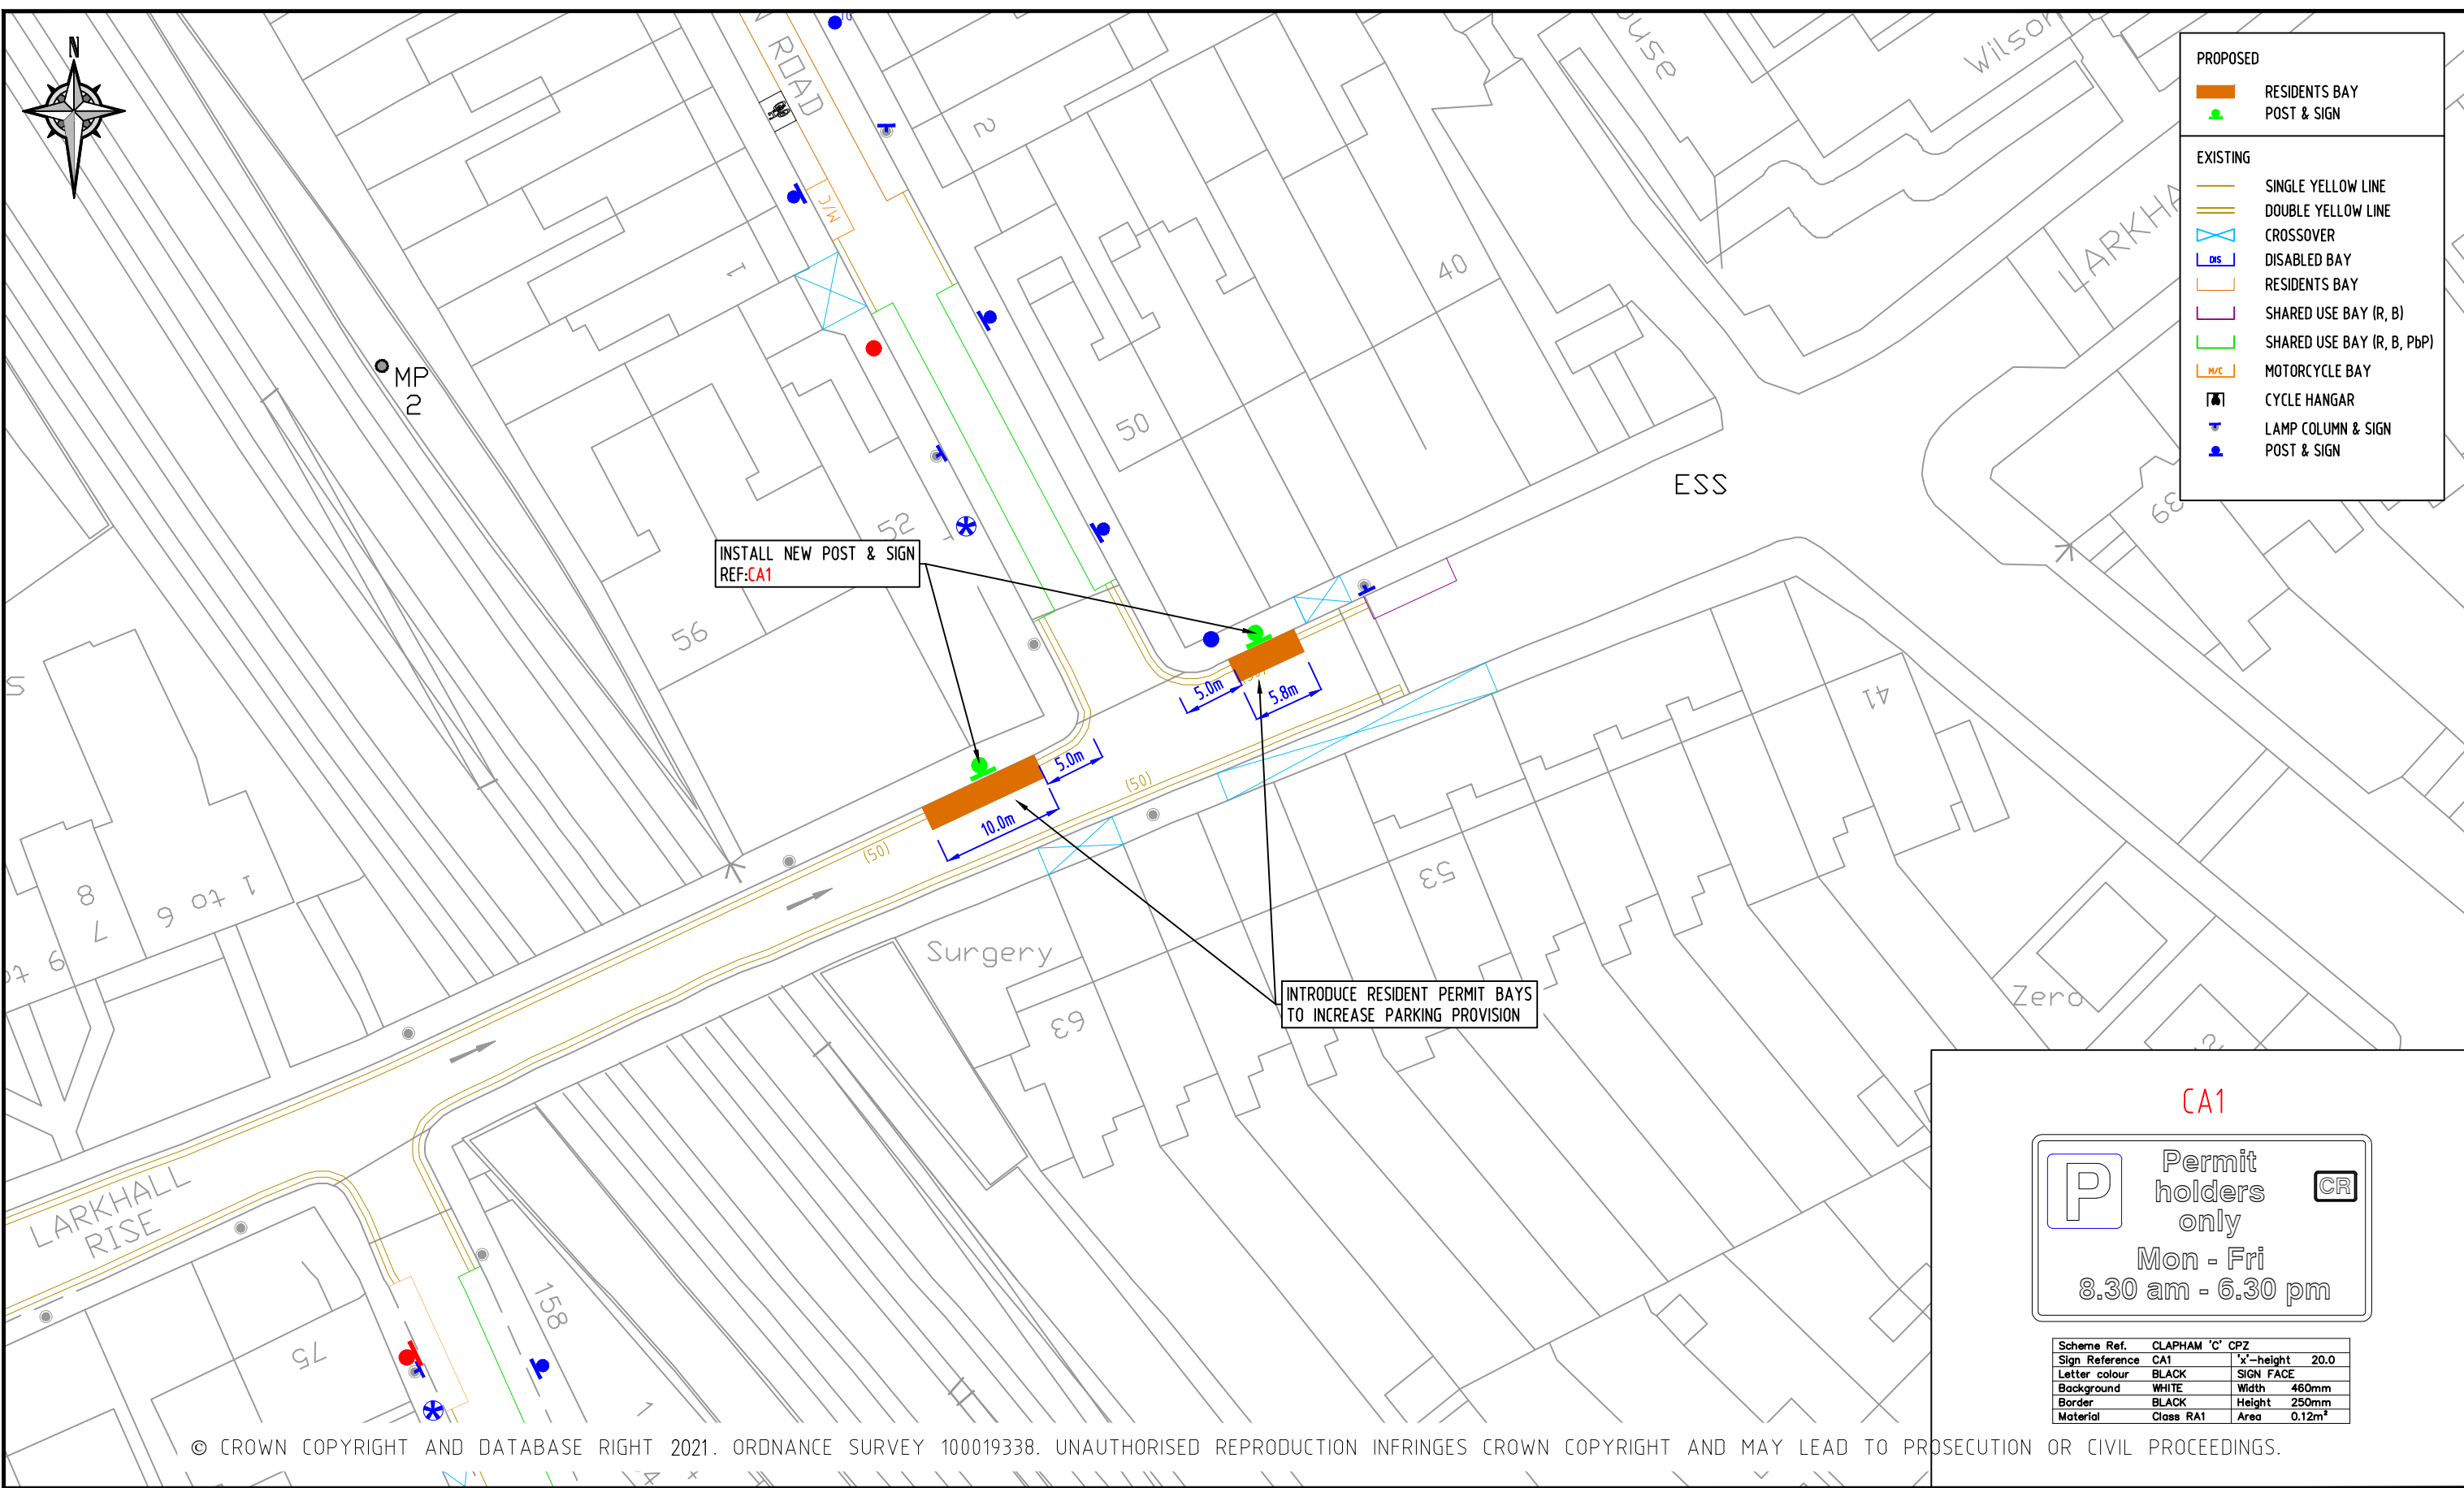 N
ROAD
M/C
2
1
MP
2
40
50
52
56
ESS
Wilson
39
41
53
63
Surgery
Zero
1 to 6
7
8
75
158
LARKHALL
RISE
INSTALL NEW POST & SIGN
REF:CA1
5.0m
5.8m
5.0m
10.0m
(50)
(50)
INTRODUCE RESIDENT PERMIT BAYS
TO INCREASE PARKING PROVISION
PROPOSED
RESIDENTS BAY
POST & SIGN
EXISTING
SINGLE YELLOW LINE
DOUBLE YELLOW LINE
CROSSOVER
DIS DISABLED BAY
RESIDENTS BAY
SHARED USE BAY (R, B)
SHARED USE BAY (R, B, PbP)
M/C MOTORCYCLE BAY
CYCLE HANGAR
LAMP COLUMN & SIGN
POST & SIGN
CA1
P Permit CR
holders
only
Mon - Fri
8.30 am - 6.30 pm
Scheme Ref. CLAPHAM 'C' CPZ
Sign Reference CA1 'x'-height 20.0
Letter colour BLACK SIGN FACE
Background WHITE Width 460mm
Border BLACK Height 250mm
Material Class RA1 Area 0.12m²
© CROWN COPYRIGHT AND DATABASE RIGHT 2021. ORDNANCE SURVEY 100019338. UNAUTHORISED REPRODUCTION INFRINGES CROWN COPYRIGHT AND MAY LEAD TO PROSECUTION OR CIVIL PROCEEDINGS.